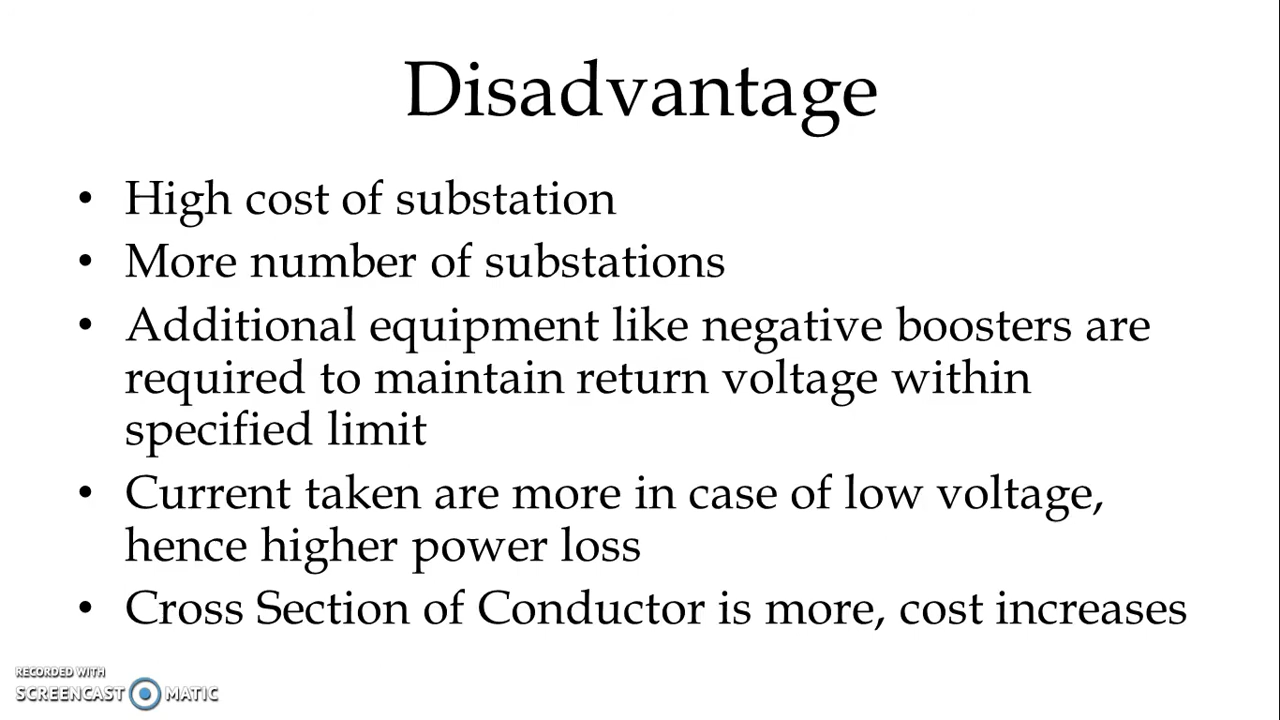 Disadvantage
• High cost of substation
• More number of substations
• Additional equipment like negative boosters are
required to maintain return voltage within
specified limit
• Current taken are more in case of low voltage,
hence higher power loss
• Cross Section of Conductor is more, cost increases
RECORDED WITH
SCREENCAST MATIC